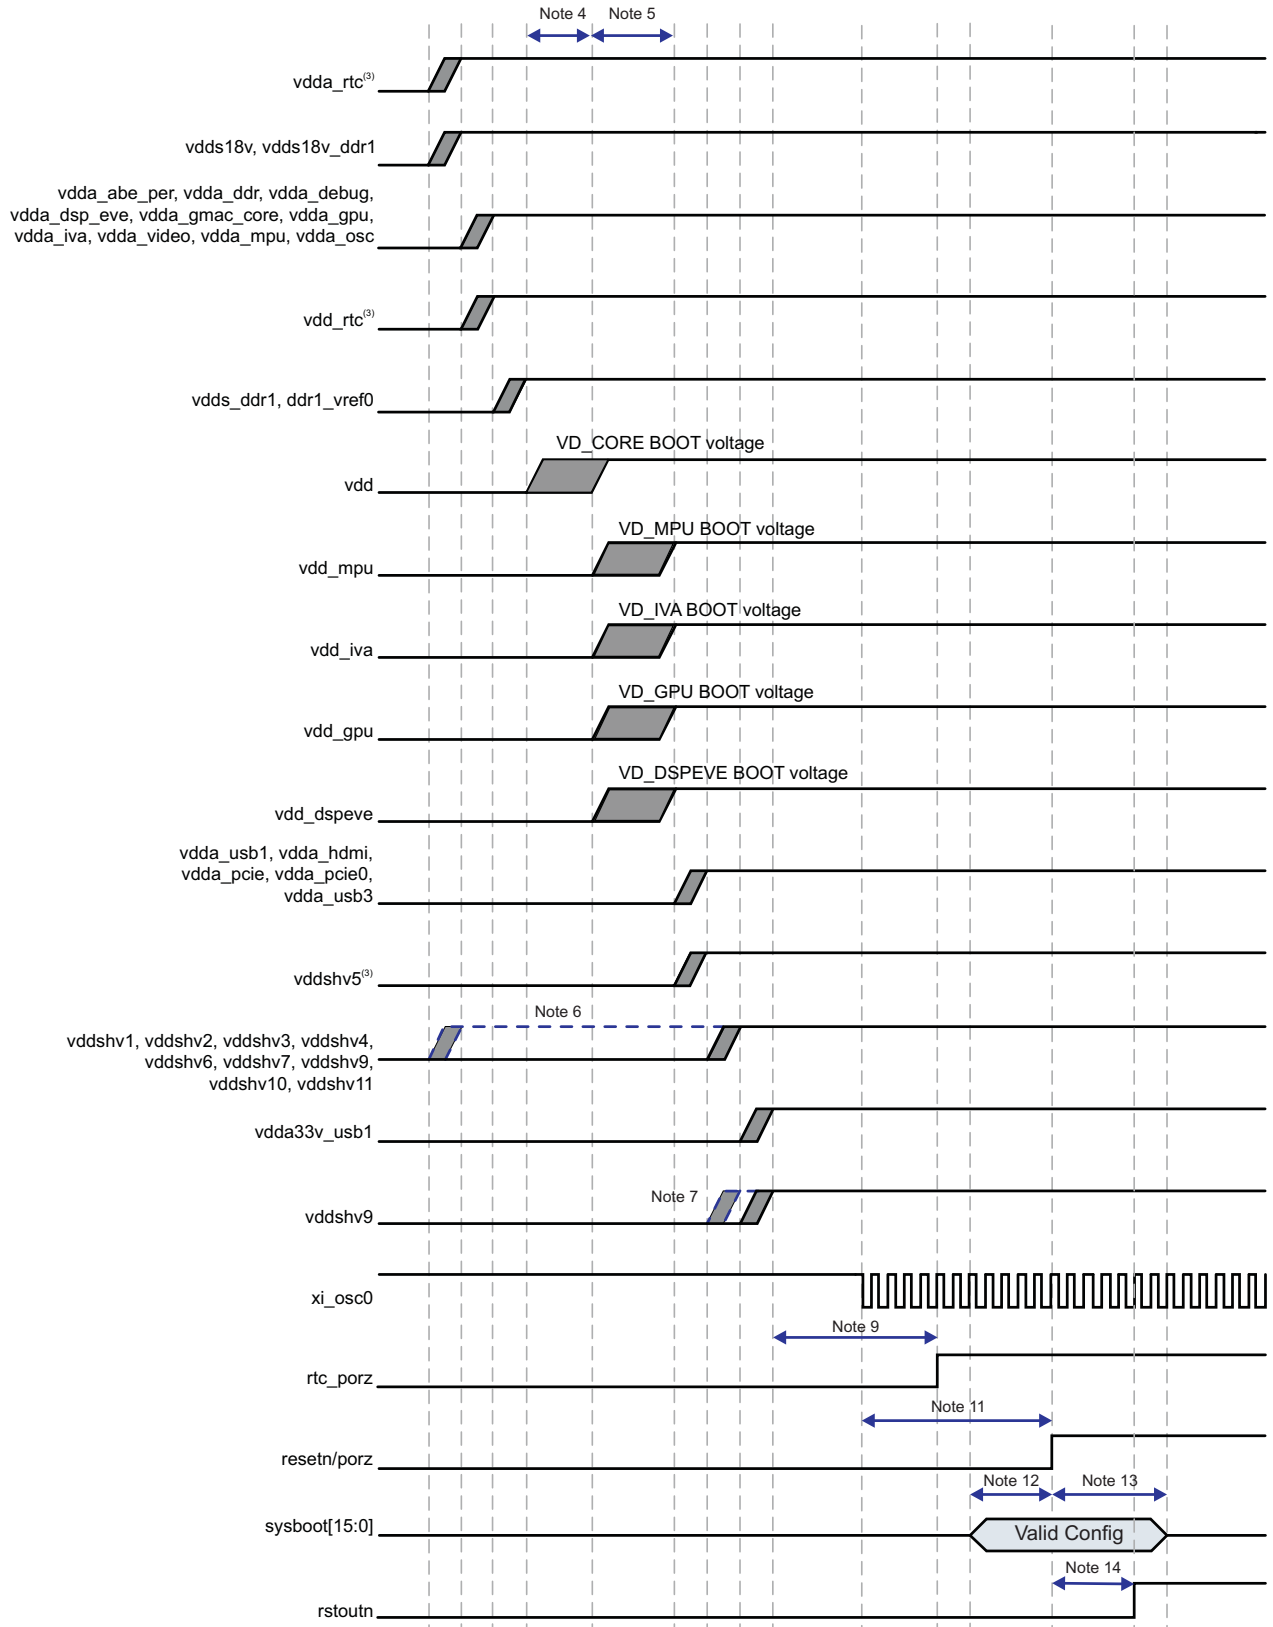 Note 4 Note 5
vdda_rtc(3)
vdds18v, vdds18v_ddr1
vdda_abe_per, vdda_ddr, vdda_debug,
vdda_dsp_eve, vdda_gmac_core, vdda_gpu,
vdda_iva, vdda_video, vdda_mpu, vdda_osc
vdd_rtc(3)
vdds_ddr1, ddr1_vref0
VD_CORE BOOT voltage
vdd
VD_MPU BOOT voltage
vdd_mpu
VD_IVA BOOT voltage
vdd_iva
VD_GPU BOOT voltage
vdd_gpu
VD_DSPEVE BOOT voltage
vdd_dspeve
vdda_usb1, vdda_hdmi,
vdda_pcie, vdda_pcie0,
vdda_usb3
vddshv5(3)
Note 6
vddshv1, vddshv2, vddshv3, vddshv4,
vddshv6, vddshv7, vddshv9,
vddshv10, vddshv11
vdda33v_usb1
Note 7
vddshv9
xi_osc0
Note 9
rtc_porz
Note 11
resetn/porz
Note 12 Note 13
sysboot[15:0]
Valid Config
Note 14
rstoutn